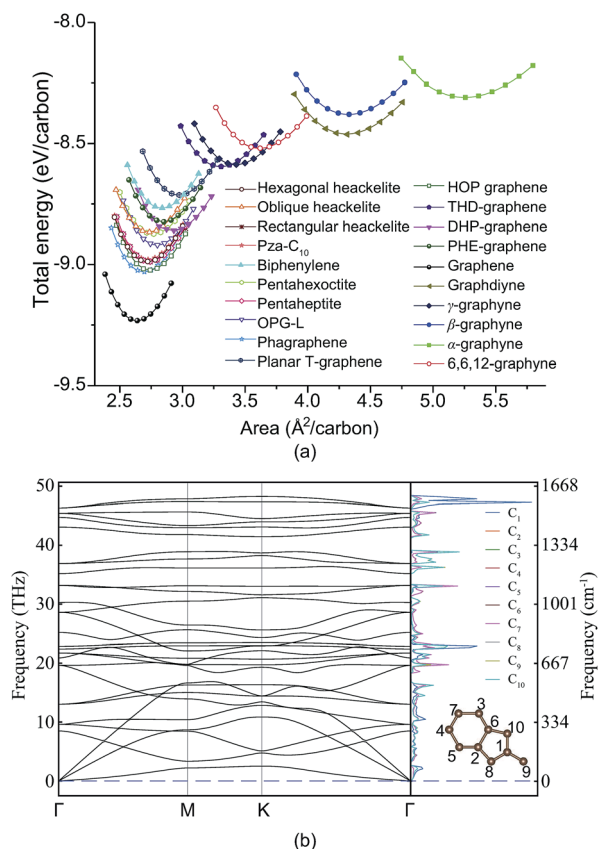 -8.0
-8.5
-9.0
-9.5
Total energy (eV/carbon)
Hexagonal heackelite
Oblique heackelite
Rectangular heackelite
Pza-C10
Biphenylene
Pentahexoctite
Pentaheptite
OPG-L
Phagraphene
Planar T-graphene
HOP graphene
THD-graphene
DHP-graphene
PHE-graphene
Graphene
Graphdiyne
γ-graphyne
β-graphyne
α-graphyne
6,6,12-graphyne
2.5 3.0 3.5 4.0 4.5 5.0 5.5
Area (Å2/carbon)
(a)
50
40
30
20
10
0
Frequency (THz)
Γ M K Γ
1668
1334
1001
667
334
0
Frequency (cm-1)
C1
C2
C3
C4
C5
C6
C7
C8
C9
C10
7 3
4 6 10
5 2 1
8 9
(b)